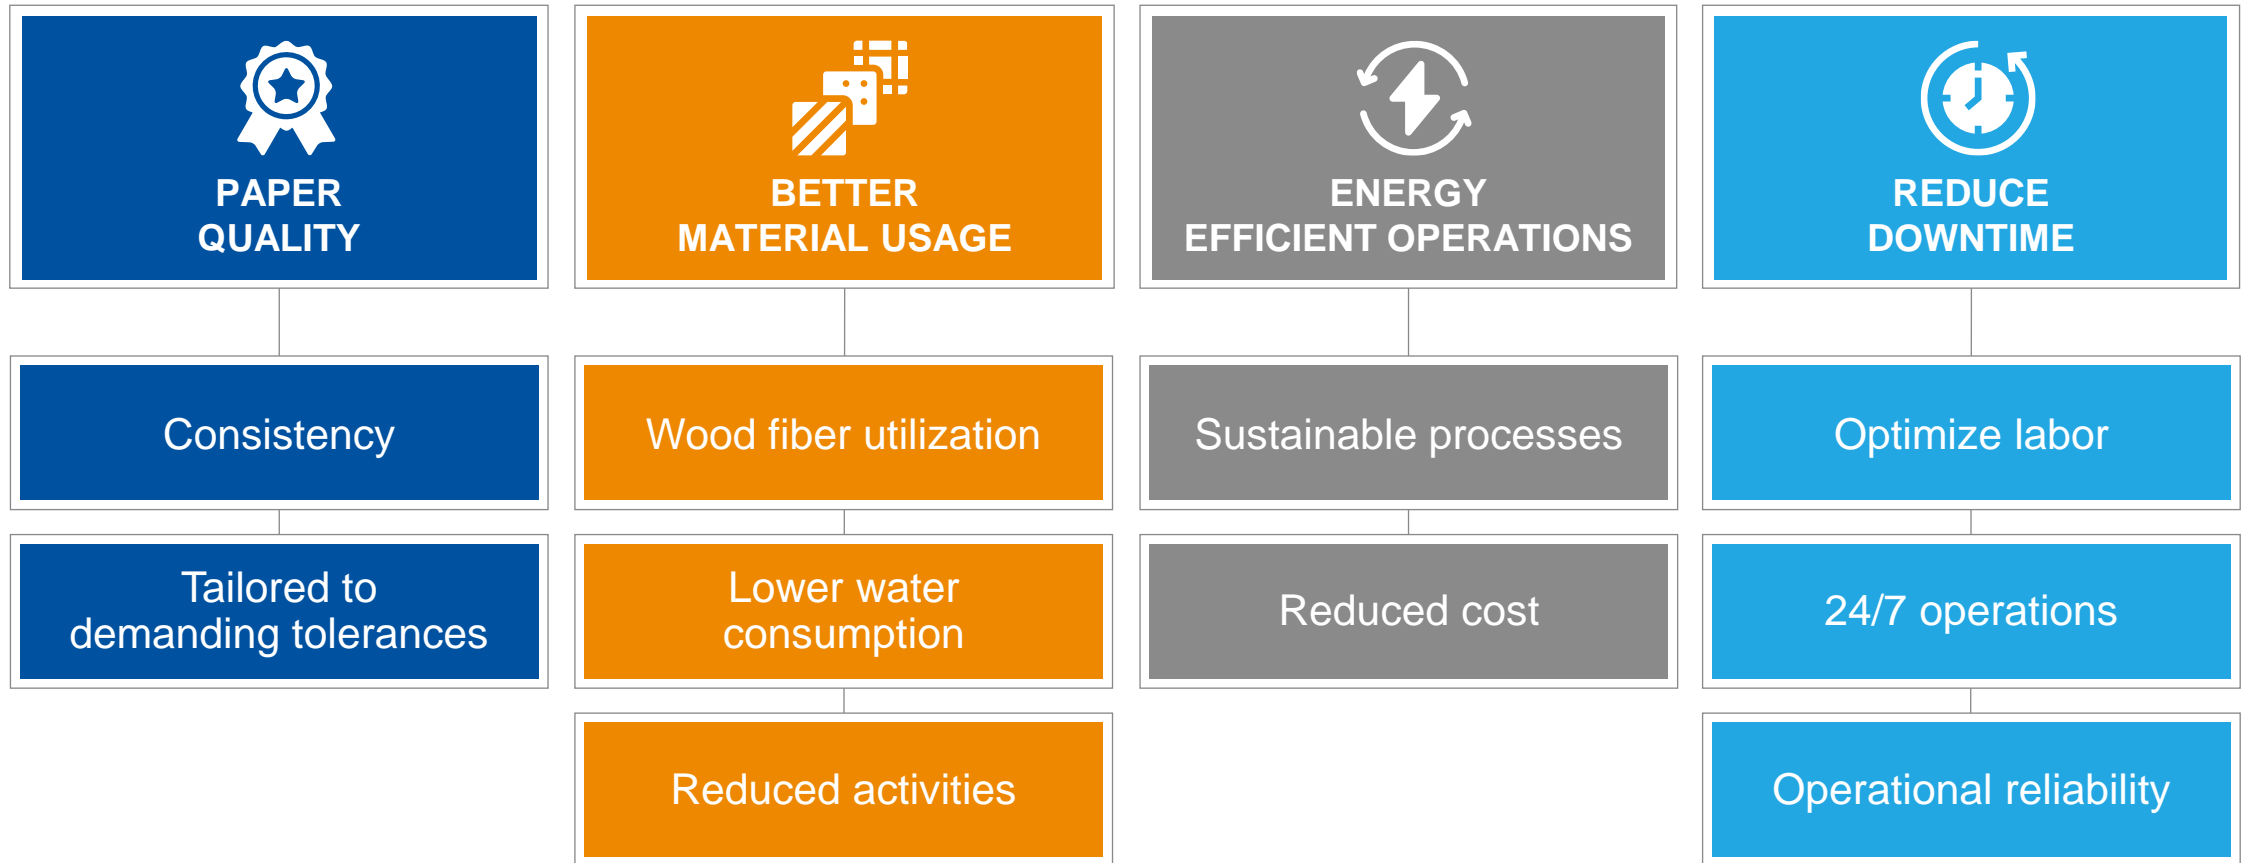 PAPER
QUALITY
Consistency
Tailored to
demanding tolerances
BETTER
MATERIAL USAGE
Wood fiber utilization
Lower water
consumption
Reduced activities
ENERGY
EFFICIENT OPERATIONS
Sustainable processes
Reduced cost
REDUCE
DOWNTIME
Optimize labor
24/7 operations
Operational reliability